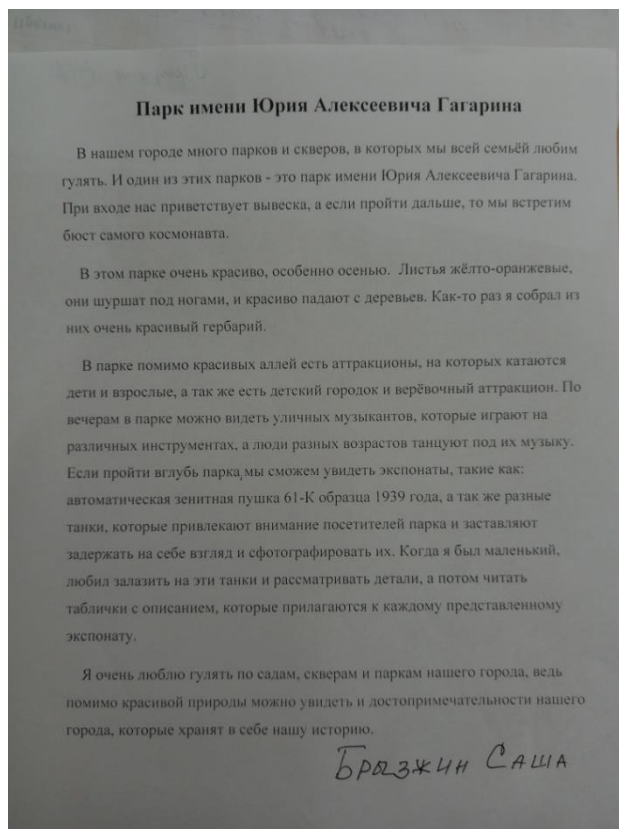 Парк имени Юрия Алексеевича Гагарина
В нашем городе много парков и скверов, в которых мы всей семьёй любим
гулять. И один из этих парков - это парк имени Юрия Алексеевича Гагарина.
При входе нас приветствует вывеска, а если пройти дальше, то мы встретим
бюст самого космонавта.
В этом парке очень красиво, особенно осенью. Листья жёлто-оранжевые,
они шуршат под ногами, и красиво падают с деревьев. Как-то раз я собрал из
них очень красивый гербарий.
В парке помимо красивых аллей есть аттракционы, на которых катаются
дети и взрослые, а так же есть детский городок и верёвочный аттракцион. По
вечерам в парке можно видеть уличных музыкантов, которые играют на
различных инструментах, а люди разных возрастов танцуют под их музыку.
Если пройти вглубь парка, мы сможем увидеть экспонаты, такие как:
автоматическая зенитная пушка 61-К образца 1939 года, а так же разные
танки, которые привлекают внимание посетителей парка и заставляют
задержать на себе взгляд и сфотографировать их. Когда я был маленький,
любил залазить на эти танки и рассматривать детали, а потом читать
таблички с описанием, которые прилагаются к каждому представленному
экспонату.
Я очень люблю гулять по садам, скверам и паркам нашего города, ведь
помимо красивой природы можно увидеть и достопримечательности нашего
города, которые хранят в себе нашу историю.
Брызжин Саша